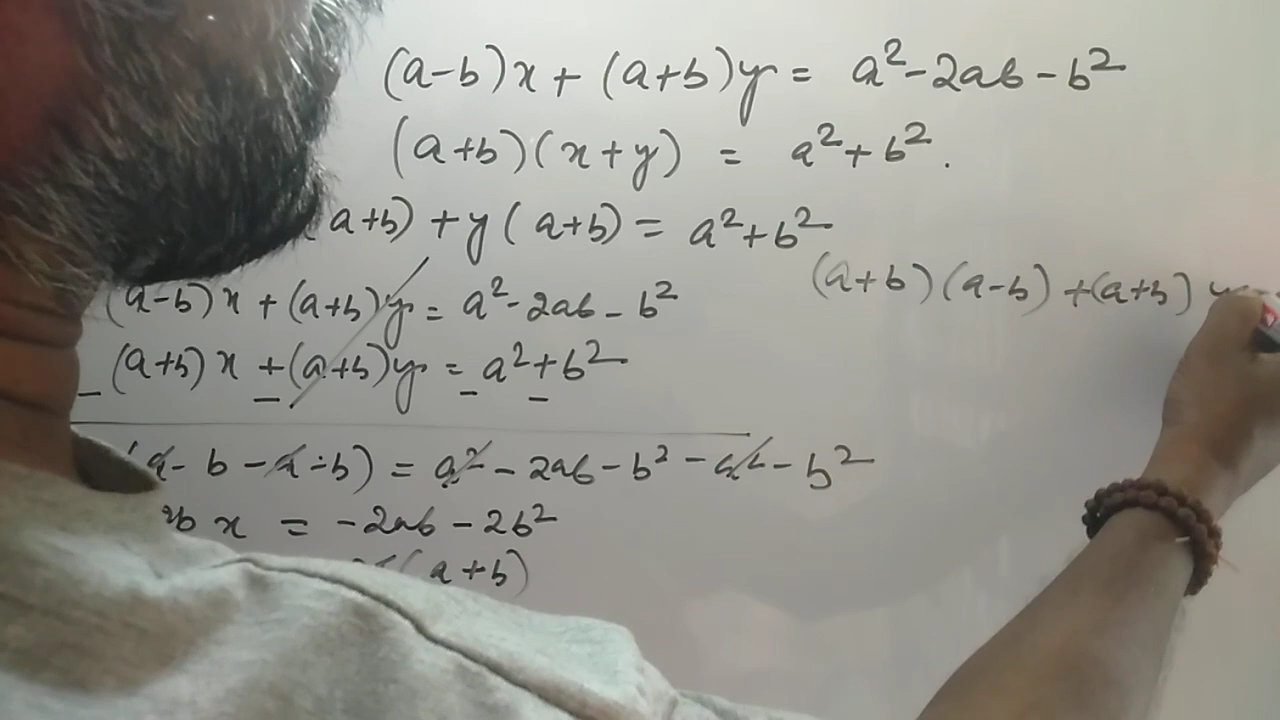 (a-b)x + (a+b)y = a²-2ab-b²
(a+b)(x+y) = a²+b².
(a+b) + y(a+b) = a²+b²
(a+b)(a-b) + (a+b) y
(a-b)x + (a+b)y = a²-2ab-b²
(a+b)x + (a+b)y = a²+b²
- - - -
(a-b-a-b) = a²-2ab-b²-a²-b²
x = -2ab-2b²
(a+b)